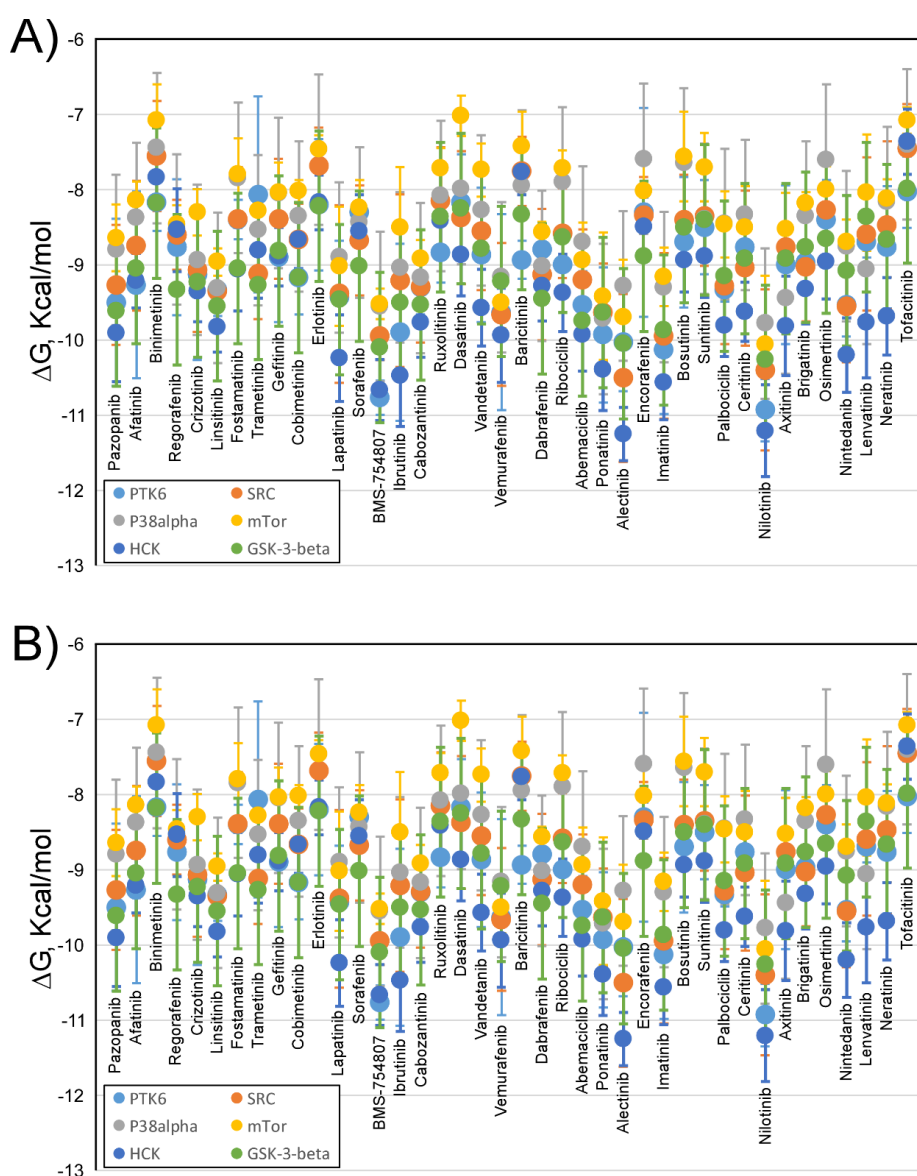 A)
-6
-7
-8
-9
-10
-11
-12
-13
ΔG, Kcal/mol
Pazopanib
Afatinib
Binimetinib
Regorafenib
Crizotinib
Linsitinib
Fostamatinib
Trametinib
Gefitinib
Cobimetinib
Erlotinib
Lapatinib
Sorafenib
BMS-754807
Ibrutinib
Cabozantinib
Ruxolitinib
Dasatinib
Vandetanib
Vemurafenib
Baricitinib
Dabrafenib
Ribociclib
Abemaciclib
Ponatinib
Alectinib
Encorafenib
Imatinib
Bosutinib
Sunitinib
Palbociclib
Ceritinib
Nilotinib
Axitinib
Brigatinib
Osimertinib
Nintedanib
Lenvatinib
Neratinib
Tofacitinib
PTK6 SRC
P38alpha mTor
HCK GSK-3-beta
B)
-6
-7
-8
-9
-10
-11
-12
-13
ΔG, Kcal/mol
Pazopanib
Afatinib
Binimetinib
Regorafenib
Crizotinib
Linsitinib
Fostamatinib
Trametinib
Gefitinib
Cobimetinib
Erlotinib
Lapatinib
Sorafenib
BMS-754807
Ibrutinib
Cabozantinib
Ruxolitinib
Dasatinib
Vandetanib
Vemurafenib
Baricitinib
Dabrafenib
Ribociclib
Abemaciclib
Ponatinib
Alectinib
Encorafenib
Imatinib
Bosutinib
Sunitinib
Palbociclib
Ceritinib
Nilotinib
Axitinib
Brigatinib
Osimertinib
Nintedanib
Lenvatinib
Neratinib
Tofacitinib
PTK6 SRC
P38alpha mTor
HCK GSK-3-beta